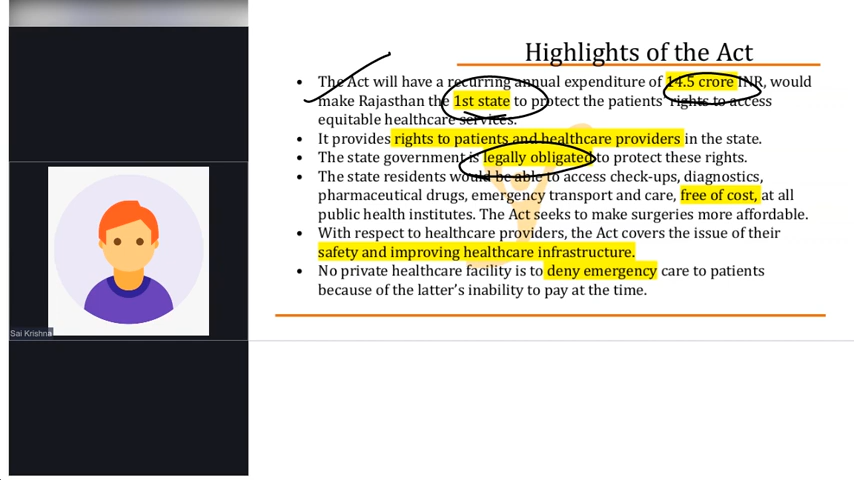 Highlights of the Act
• The Act will have a recurring annual expenditure of 14.5 crore INR, would
make Rajasthan the 1st state to protect the patients' rights to access
equitable healthcare services.
• It provides rights to patients and healthcare providers in the state.
• The state government is legally obligated to protect these rights.
• The state residents would be able to access check-ups, diagnostics,
pharmaceutical drugs, emergency transport and care, free of cost, at all
public health institutes. The Act seeks to make surgeries more affordable.
• With respect to healthcare providers, the Act covers the issue of their
safety and improving healthcare infrastructure.
• No private healthcare facility is to deny emergency care to patients
because of the latter's inability to pay at the time.
Sai Krishna